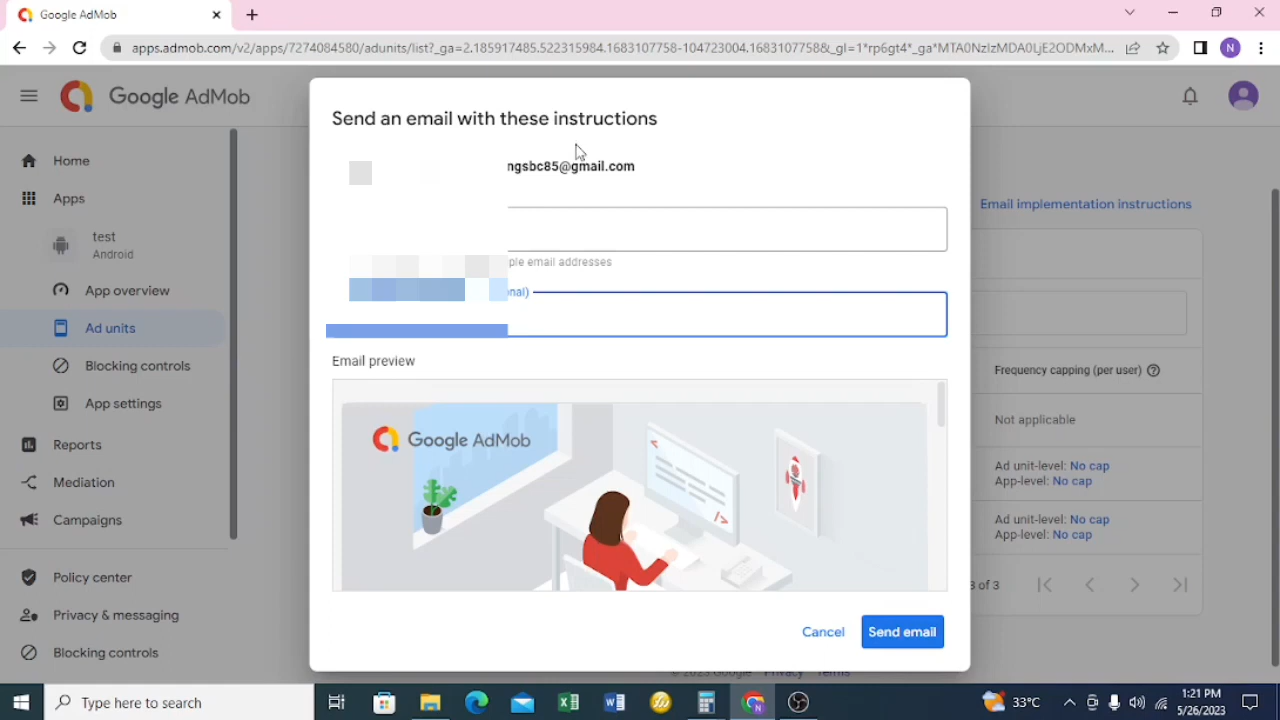 Google AdMob
apps.admob.com/v2/apps/7274084580/adunits/list?_ga=2.185917485.522315984.1683107758-104723004.1683107758&_gl=1*rp6gt4*_ga*
N
Google AdMob
Send an email with these instructions
ngsbc85@gmail.com
Home
Apps
test
Android
App overview
Ad units
Blocking controls
App settings
Reports
Mediation
Campaigns
Policy center
Privacy & messaging
Blocking controls
email addresses
Email preview
Google AdMob
Cancel
Send email
Email implementation instructions
Frequency capping (per user)
Not applicable
Ad unit-level: No cap
App-level: No cap
Ad unit-level: No cap
App-level: No cap
3 of 3
© 2023 Google Privacy Terms
Type here to search
33°C
1:21 PM
5/26/2023